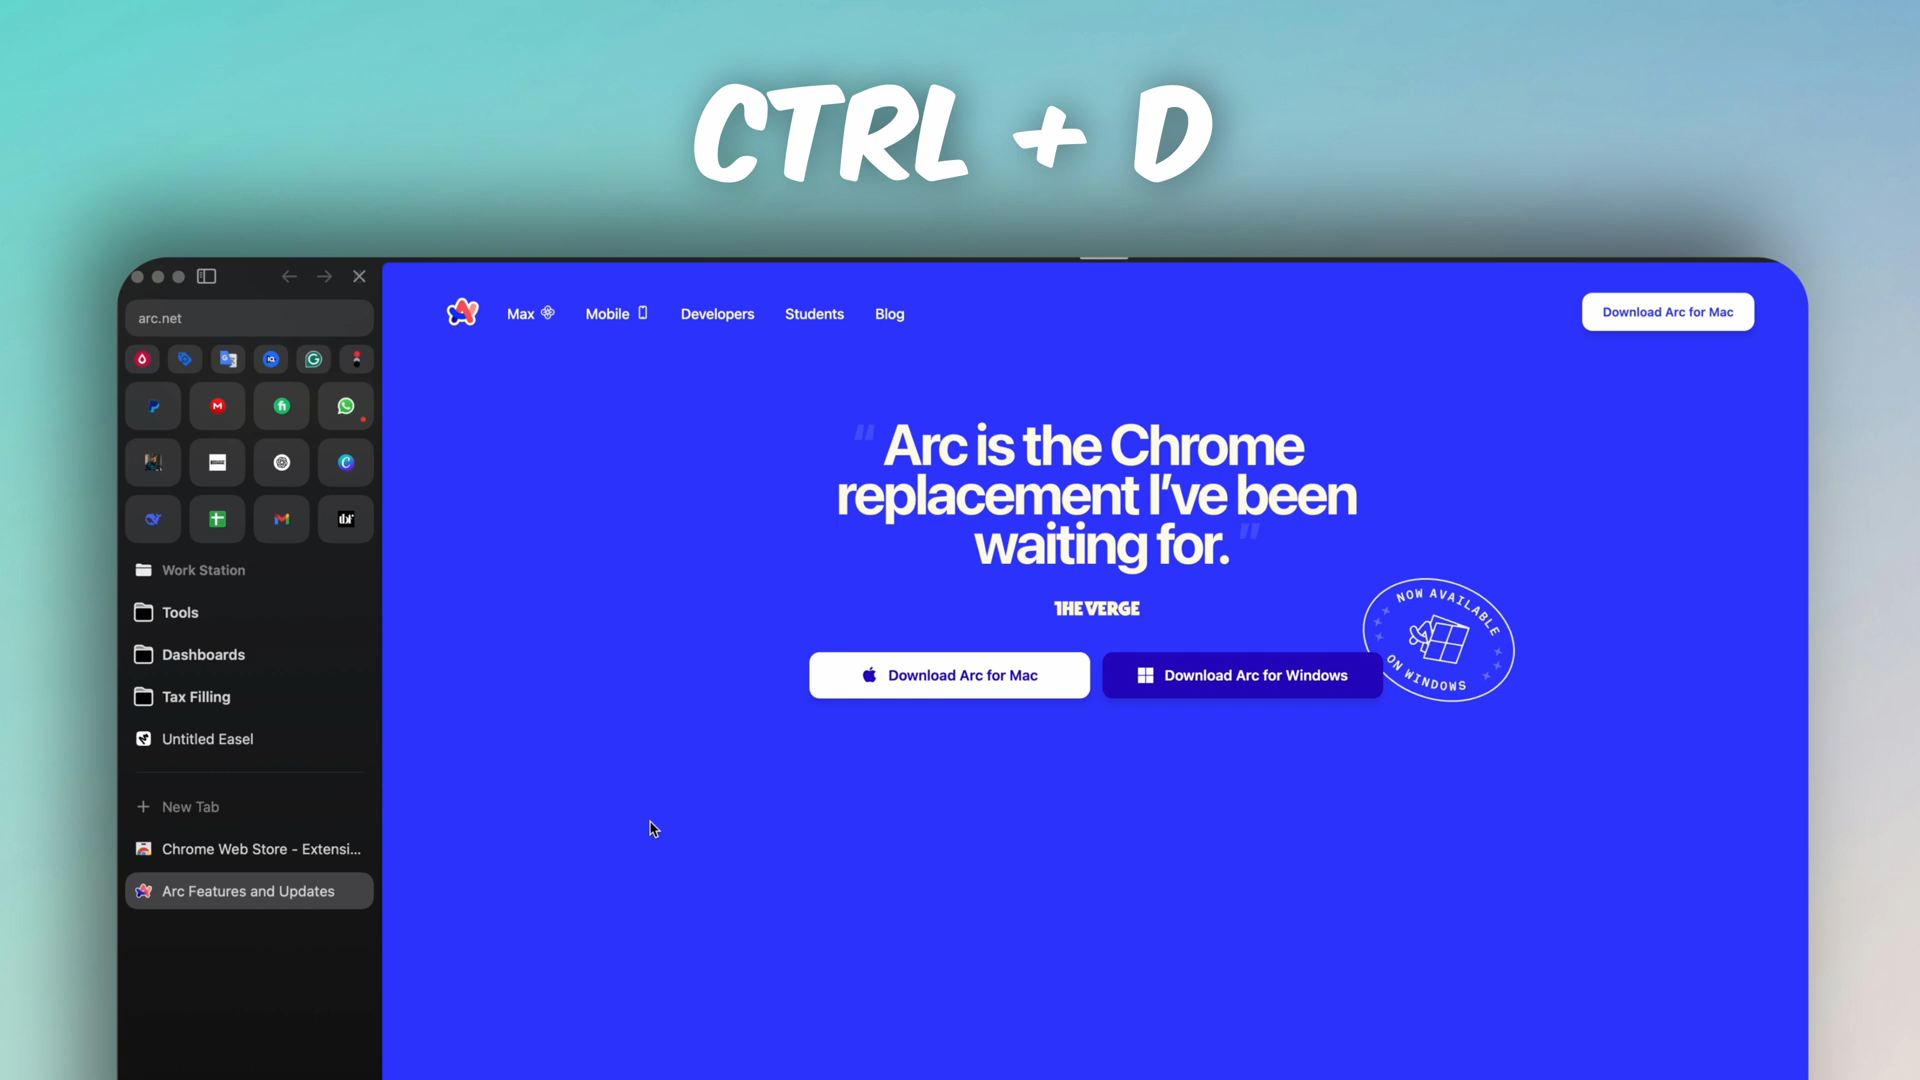 CTRL + D
arc.net
Work Station
Tools
Dashboards
Tax Filling
Untitled Easel
New Tab
Chrome Web Store - Extensi...
Arc Features and Updates
Max
Mobile
Developers
Students
Blog
Download Arc for Mac
“ Arc is the Chrome
replacement I’ve been
waiting for. ”
THE VERGE
Download Arc for Mac
Download Arc for Windows
NOW AVAILABLE
ON WINDOWS